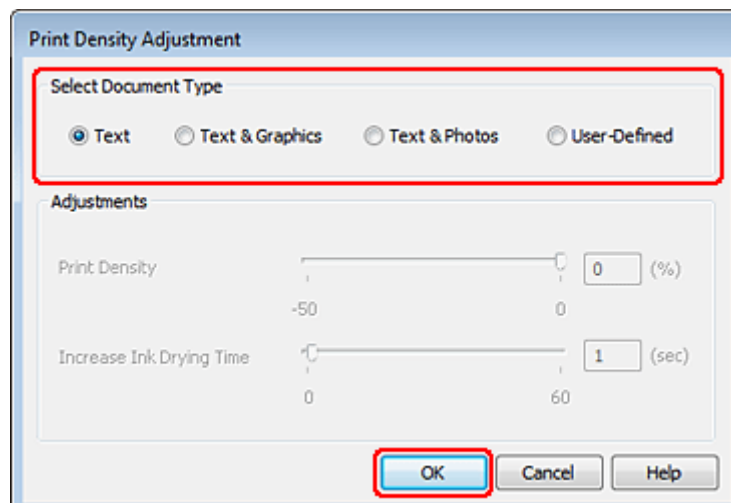 Print Density Adjustment
Select Document Type
Text Text & Graphics Text & Photos User-Defined
Adjustments
Print Density 0 (%)
-50 0
Increase Ink Drying Time 1 (sec)
0 60
OK Cancel Help